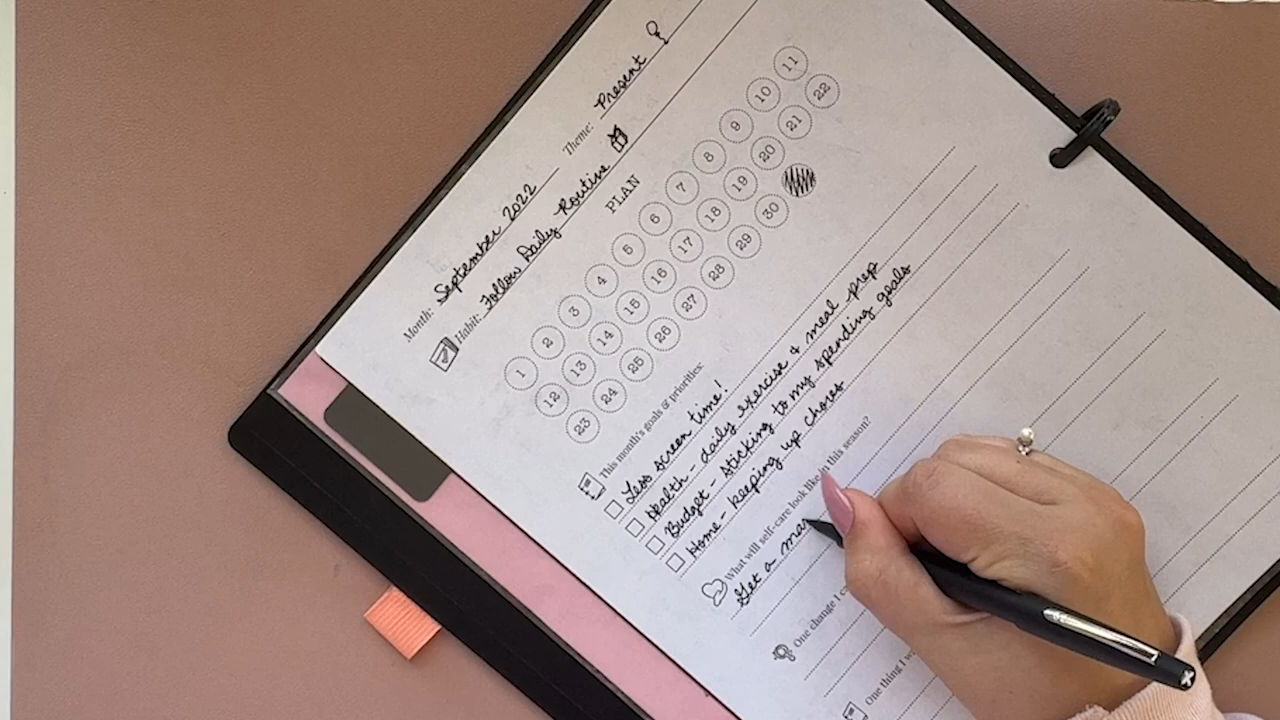 Month: September 2022 Theme: Present
Habit: Follow Daily Routine
PLAN
1 2 3 4 5 6 7 8 9 10 11
12 13 14 15 16 17 18 19 20 21 22
23 24 25 26 27 28 29 30
This month's goals & priorities:
Less screen time!
Health - daily exercise & meal prep
Budget - sticking to my spending goals
Home - keeping up chores
What will self-care look like in this season?
Get a ma
One change I c
One thing I w